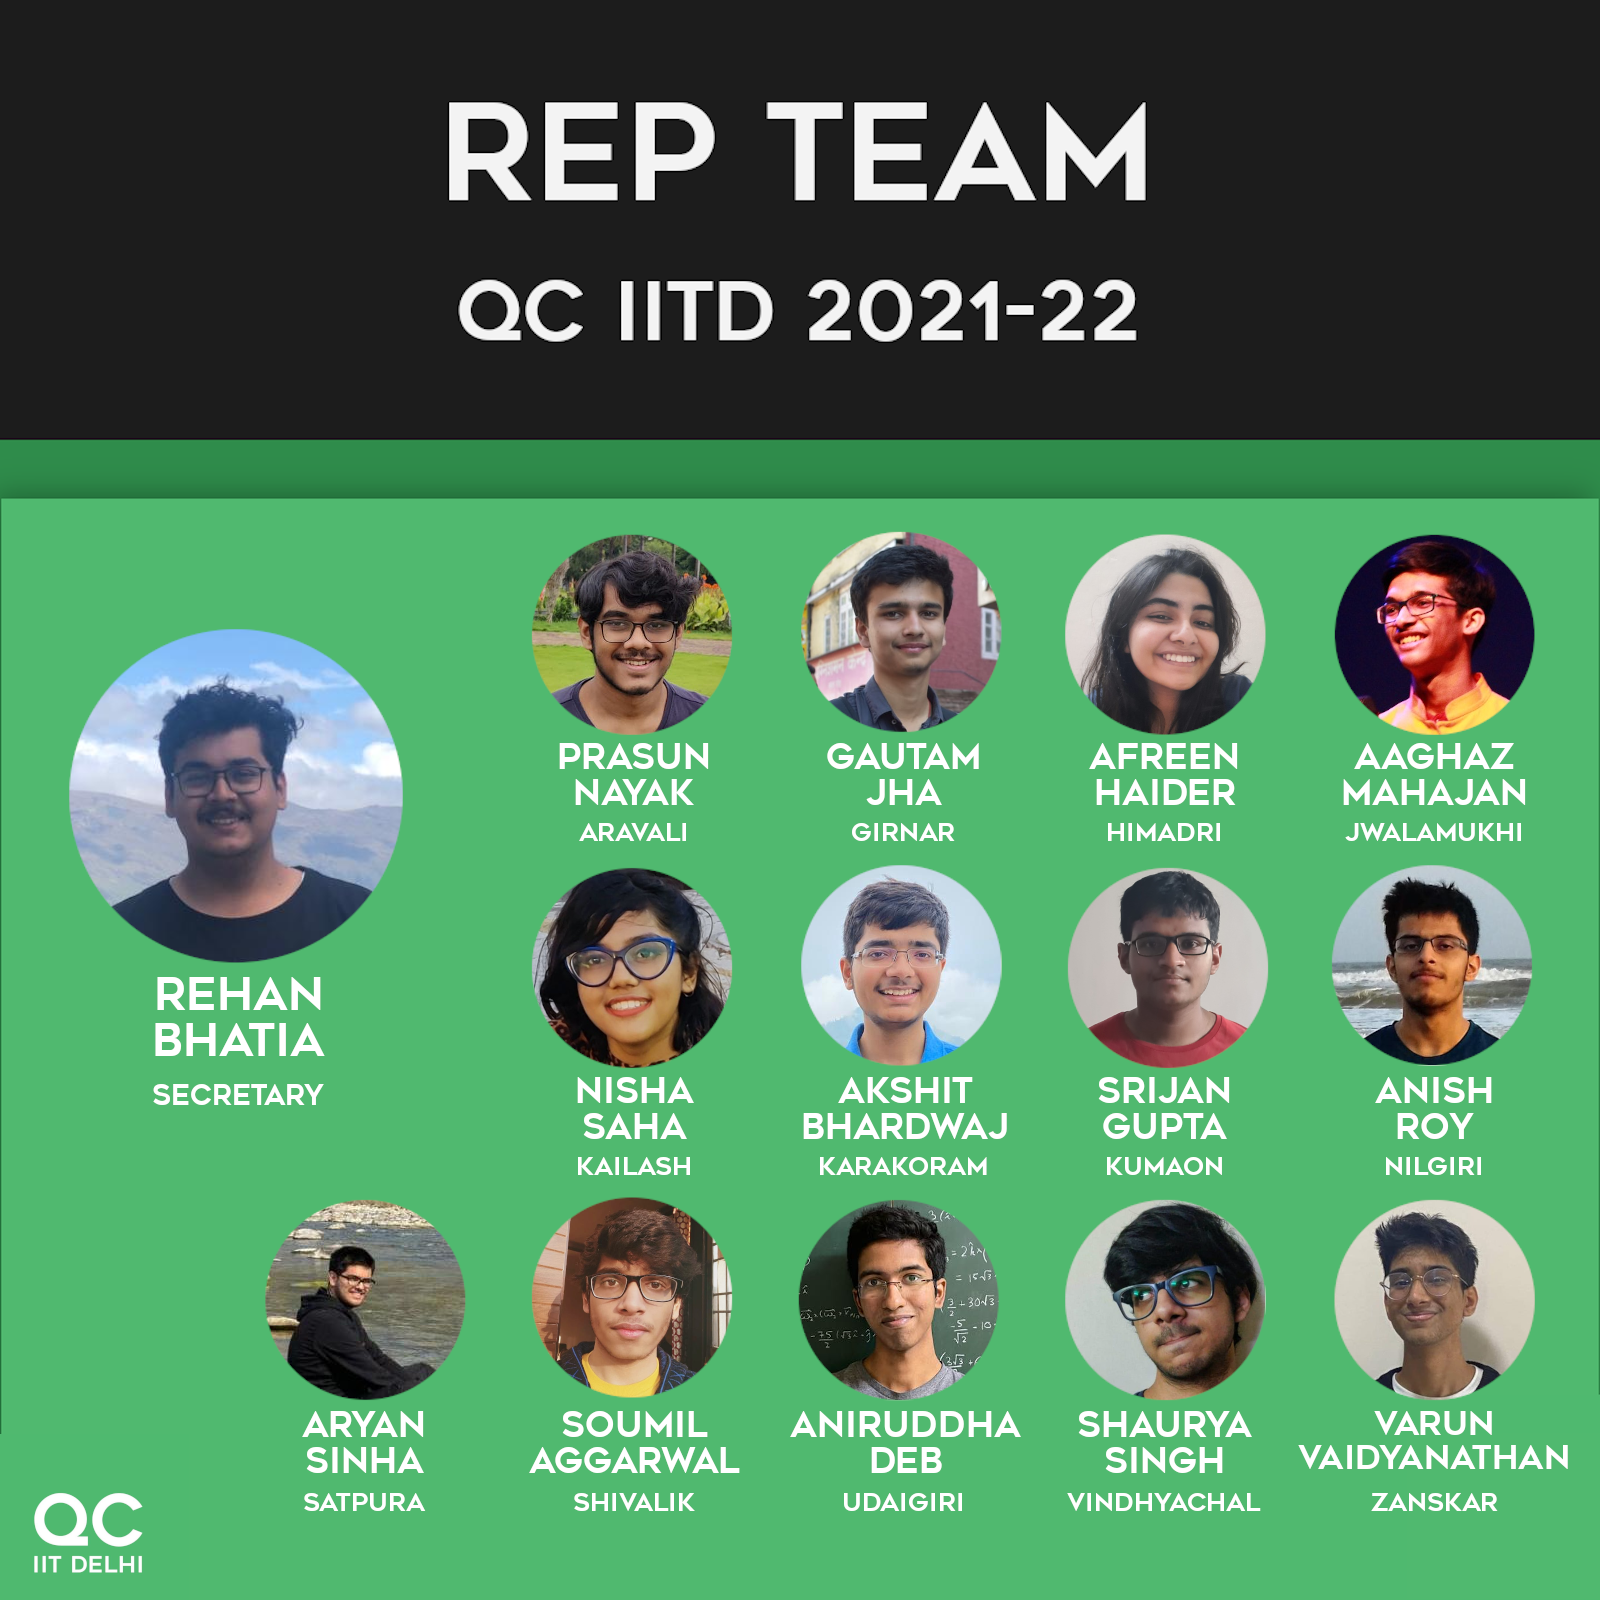 REP TEAM
QC IITD 2021-22
REHAN
BHATIA
SECRETARY
PRASUN
NAYAK
ARAVALI
GAUTAM
JHA
GIRNAR
AFREEN
HAIDER
HIMADRI
AAGHAZ
MAHAJAN
JWALAMUKHI
NISHA
SAHA
KAILASH
AKSHIT
BHARDWAJ
KARAKORAM
SRIJAN
GUPTA
KUMAON
ANISH
ROY
NILGIRI
ARYAN
SINHA
SATPURA
SOUMIL
AGGARWAL
SHIVALIK
ANIRUDDHA
DEB
UDAIGIRI
SHAURYA
SINGH
VINDHYACHAL
VARUN
VAIDYANATHAN
ZANSKAR
QC
IIT DELHI